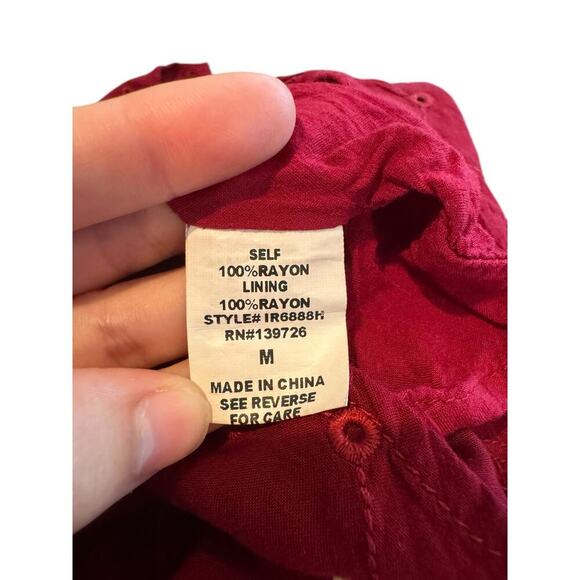 SELF
100%RAYON
LINING
100%RAYON
STYLE# IR6888H
RN#139726
M
MADE IN CHINA
SEE REVERSE
FOR CARE